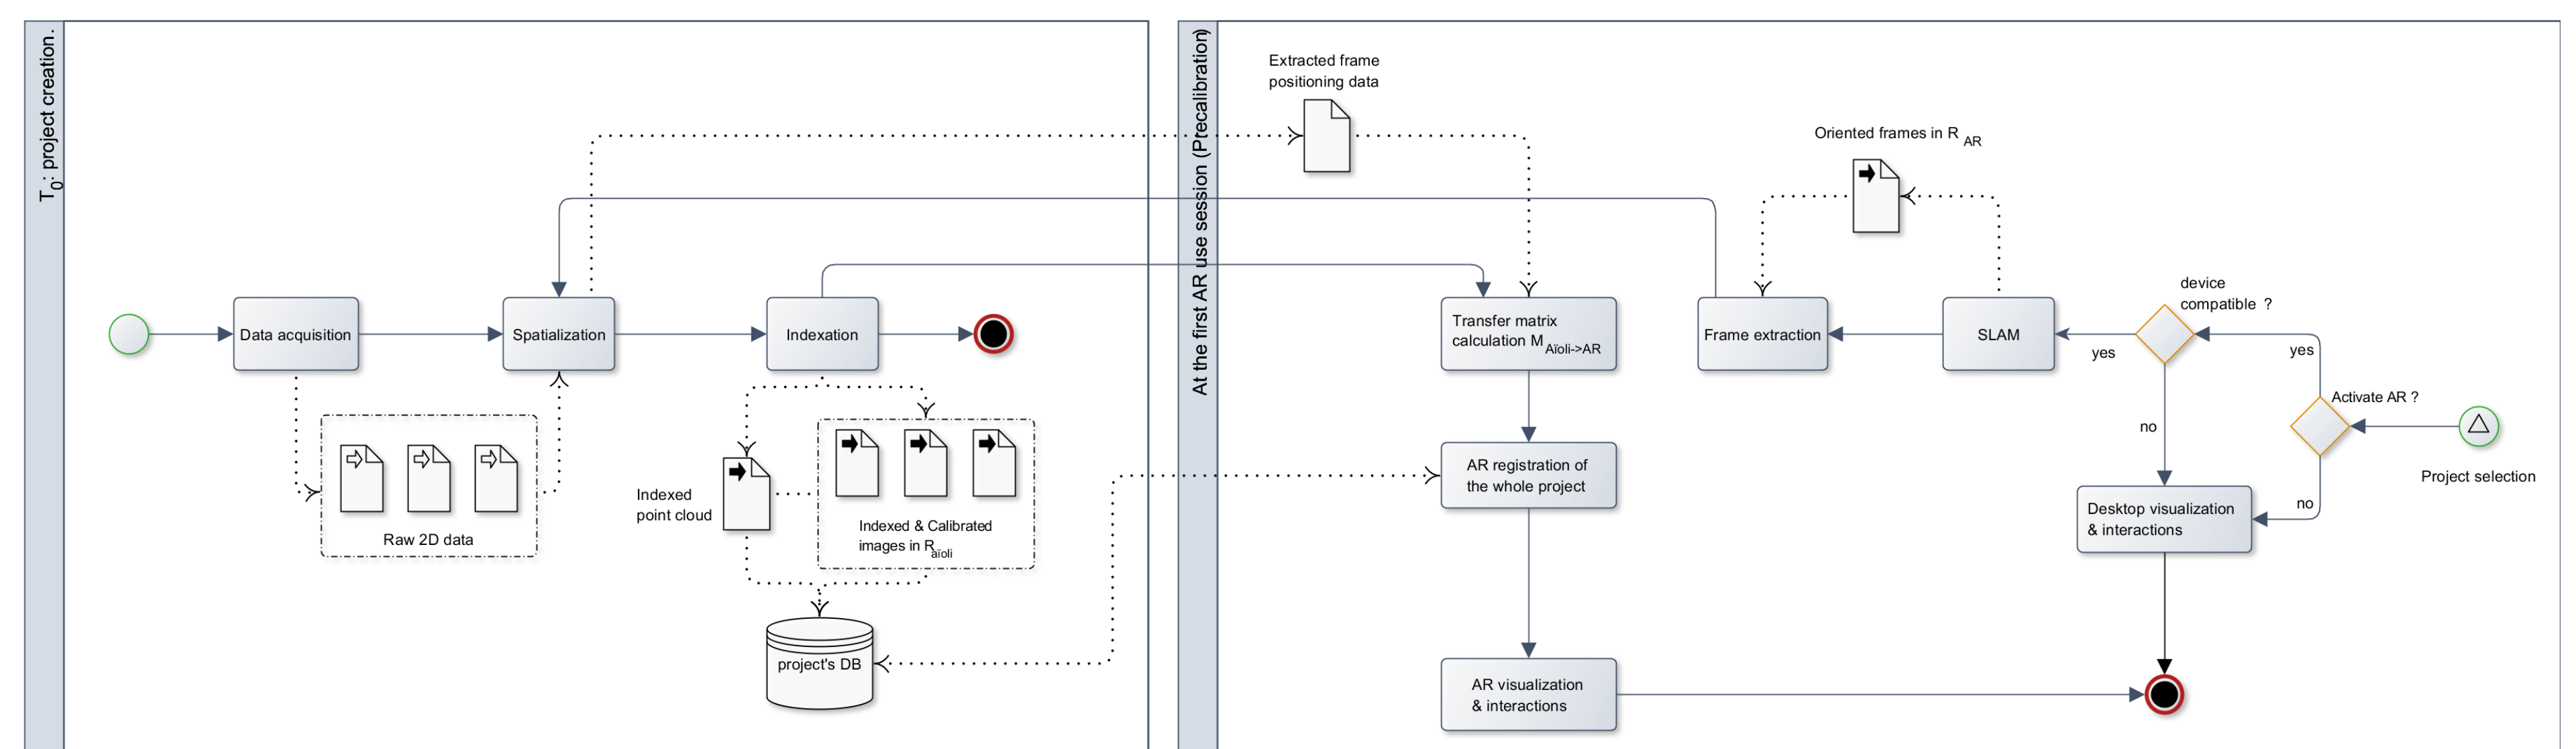 T0: project creation.
Data acquisition
Spatialization
Indexation
Raw 2D data
Indexed
point cloud
Indexed & Calibrated
images in Raïoli
project's DB
At the first AR use session (Precalibration)
Extracted frame
positioning data
Oriented frames in R AR
Transfer matrix
calculation M Aïoli->AR
Frame extraction
SLAM
device
compatible ?
yes
yes
no
Activate AR ?
Project selection
no
AR registration of
the whole project
Desktop visualization
& interactions
AR visualization
& interactions